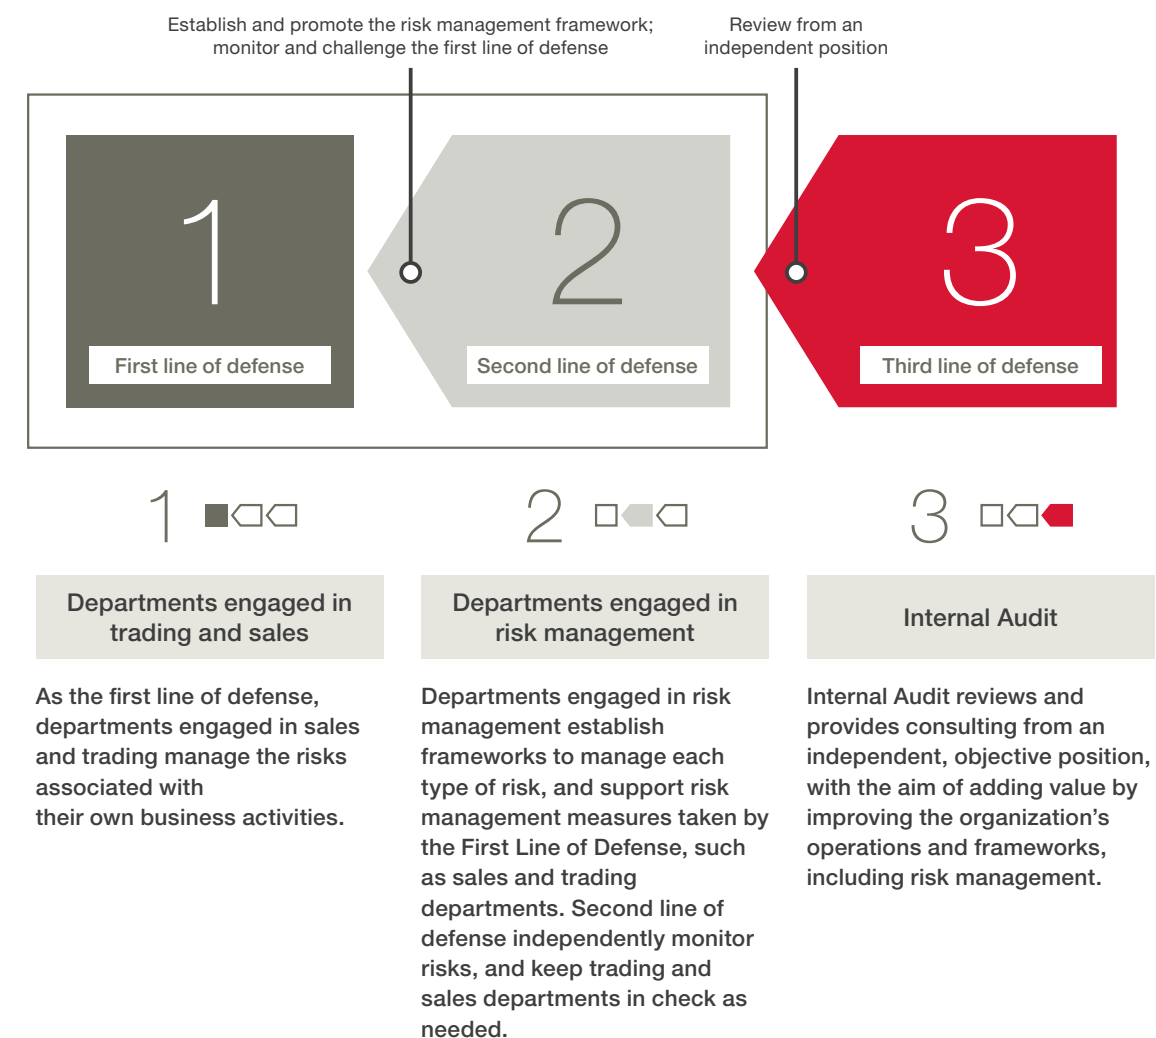 Establish and promote the risk management framework;
monitor and challenge the first line of defense
Review from an
independent position
1
First line of defense
2
Second line of defense
3
Third line of defense
1
Departments engaged in
trading and sales
As the first line of defense,
departments engaged in sales
and trading manage the risks
associated with
their own business activities.
2
Departments engaged in
risk management
Departments engaged in risk
management establish
frameworks to manage each
type of risk, and support risk
management measures taken by
the First Line of Defense, such
as sales and trading
departments. Second line of
defense independently monitor
risks, and keep trading and
sales departments in check as
needed.
3
Internal Audit
Internal Audit reviews and
provides consulting from an
independent, objective position,
with the aim of adding value by
improving the organization’s
operations and frameworks,
including risk management.